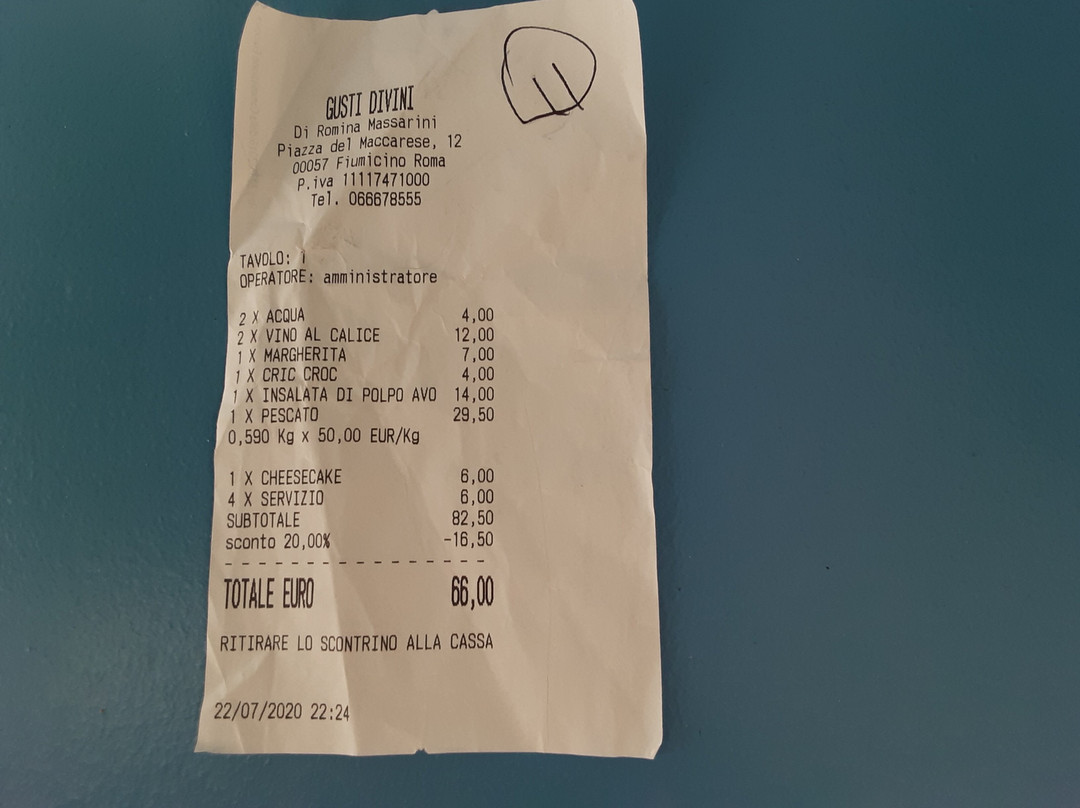 GUSTI DIVINI
Di Romina Massarini
Piazza del Maccarese, 12
00057 Fiumicino Roma
P.iva 11117471000
Tel. 066678555
TAVOLO: 1
OPERATORE: amministratore
2 X ACQUA 4,00
2 X VINO AL CALICE 12,00
1 X MARGHERITA 7,00
1 X CRIC CROC 4,00
1 X INSALATA DI POLPO AVO 14,00
1 X PESCATO 29,50
0,590 Kg x 50,00 EUR/Kg
1 X CHEESECAKE 6,00
4 X SERVIZIO 6,00
SUBTOTALE 82,50
sconto 20,00% -16,50
TOTALE EURO 66,00
RITIRARE LO SCONTRINO ALLA CASSA
22/07/2020 22:24